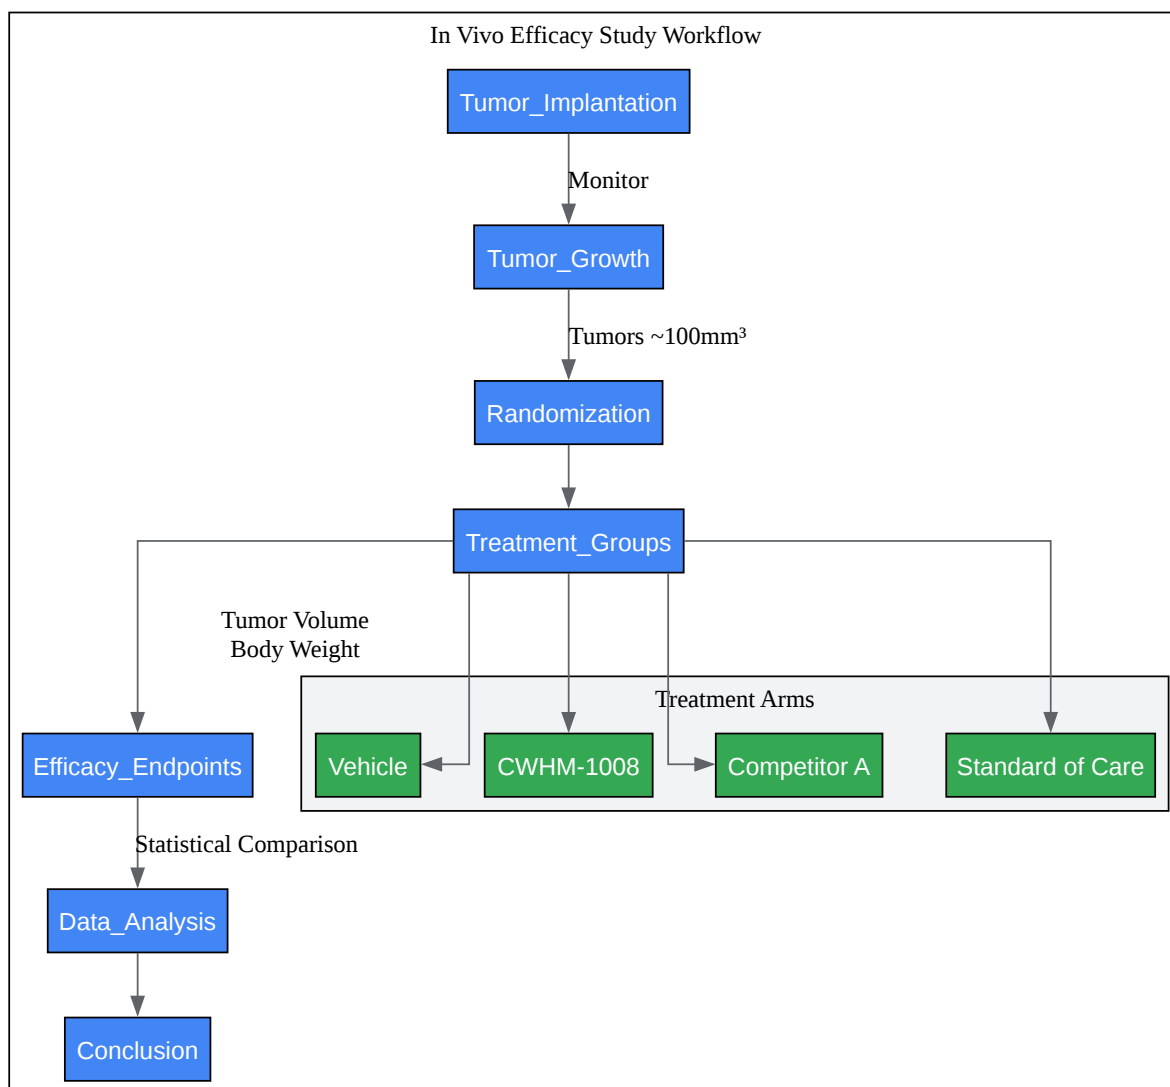 In Vivo Efficacy Study Workflow
Tumor_Implantation
Monitor
Tumor_Growth
Tumors ~100mm³
Randomization
Treatment_Groups
Tumor Volume
Body Weight
Treatment Arms
Efficacy_Endpoints
Vehicle
CWHM-1008
Competitor A
Standard of Care
Statistical Comparison
Data_Analysis
Conclusion